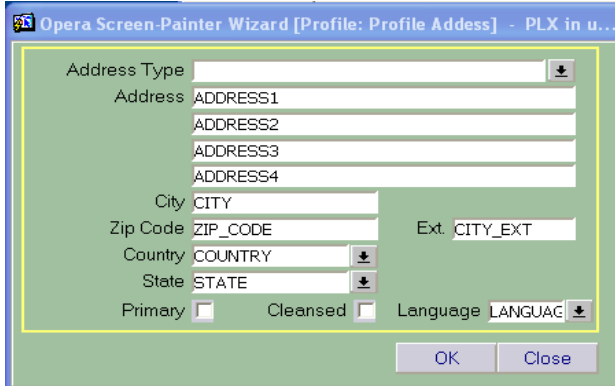 Opera Screen-Painter Wizard [Profile: Profile Addess] - PLX in u...
Address Type
Address ADDRESS1
ADDRESS2
ADDRESS3
ADDRESS4
City CITY
Zip Code ZIP_CODE Ext. CITY_EXT
Country COUNTRY
State STATE
Primary Cleansed Language LANGUAG
OK Close